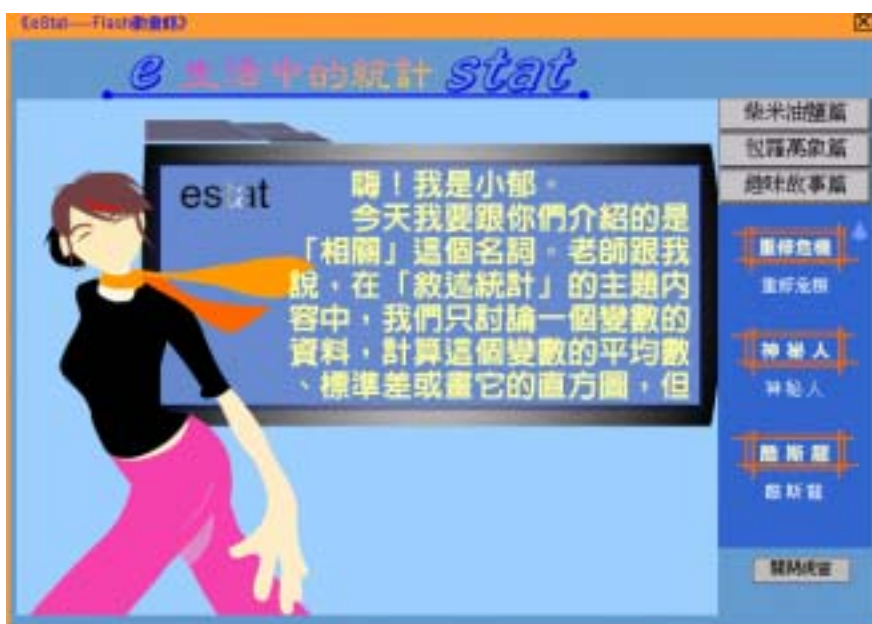 《eStat----Flash動畫館》
e 生活中的統計 stat
estat
嗨！我是小郁。
今天我要跟你們介紹的是
「相關」這個名詞。老師跟我
說，在「敘述統計」的主題內
容中，我們只討論一個變數的
資料，計算這個變數的平均數
、標準差或畫它的直方圖，但
柴米油鹽篇
包羅萬象篇
趣味故事篇
重修危機
重修危機
神祕人
神祕人
酷斯龍
酷斯龍
關閉視窗